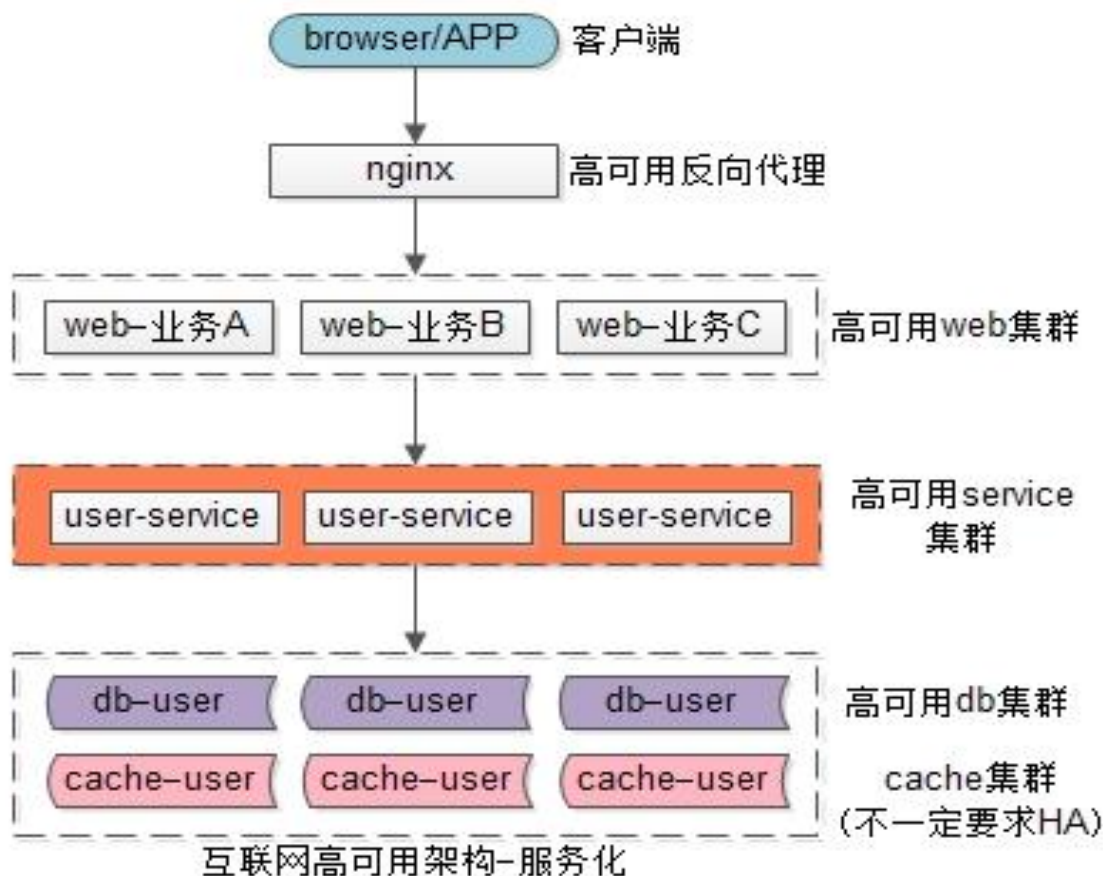 browser/APP 客户端
nginx 高可用反向代理
web-业务A web-业务B web-业务C 高可用web集群
user-service user-service user-service 高可用service
集群
db-user db-user db-user 高可用db集群
cache-user cache-user cache-user cache集群
(不一定要求HA)
互联网高可用架构-服务化